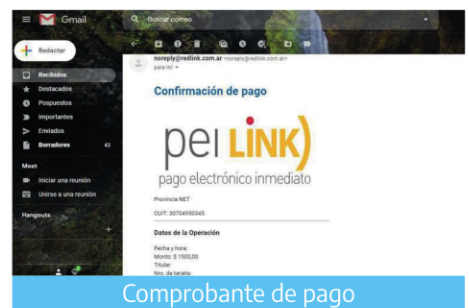 Gmail
Buscar correo
Redactar
noreply@redlink.com.ar <noreply@redlink.com.ar>
para mí
Recibidos
Destacados
Pospuestos
Importantes
Enviados
Borradores 43
Meet
Iniciar una reunión
Unirse a una reunión
Hangouts
+
Confirmación de pago
pei LINK)
pago electrónico inmediato
Provincia NET
CUIT: 30704950345
Datos de la Operación
Fecha y hora:
Monto: $ 1500,00
Titular:
Nro. de tarjeta:
Comprobante de pago